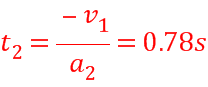 t₂ = -v₁ / a₂ = 0.78s